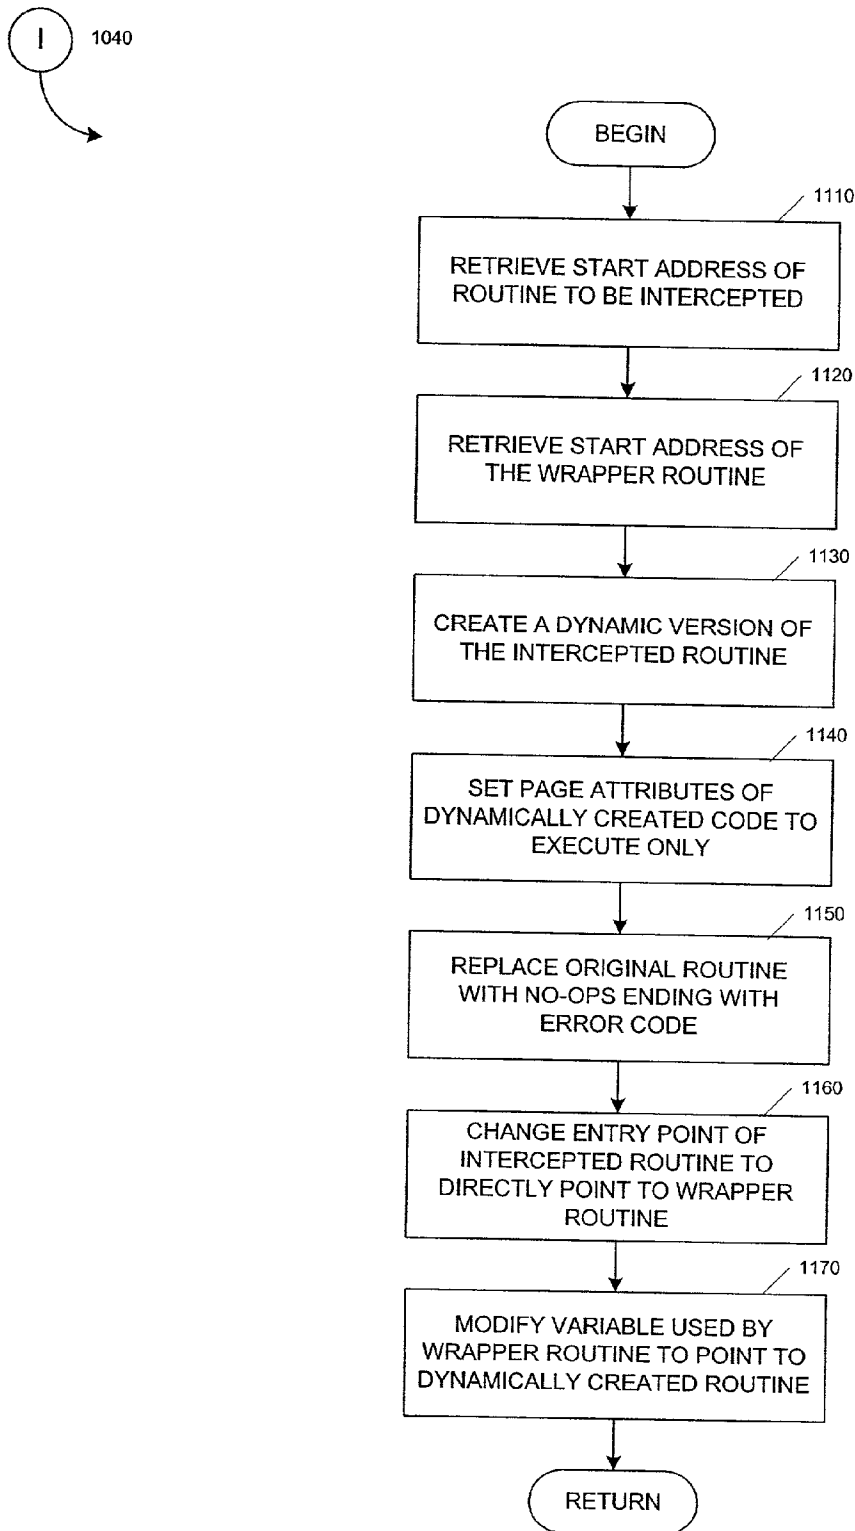 I
1040
BEGIN
1110
RETRIEVE START ADDRESS OF
ROUTINE TO BE INTERCEPTED
1120
RETRIEVE START ADDRESS OF
THE WRAPPER ROUTINE
1130
CREATE A DYNAMIC VERSION OF
THE INTERCEPTED ROUTINE
1140
SET PAGE ATTRIBUTES OF
DYNAMICALLY CREATED CODE TO
EXECUTE ONLY
1150
REPLACE ORIGINAL ROUTINE
WITH NO-OPS ENDING WITH
ERROR CODE
1160
CHANGE ENTRY POINT OF
INTERCEPTED ROUTINE TO
DIRECTLY POINT TO WRAPPER
ROUTINE
1170
MODIFY VARIABLE USED BY
WRAPPER ROUTINE TO POINT TO
DYNAMICALLY CREATED ROUTINE
RETURN